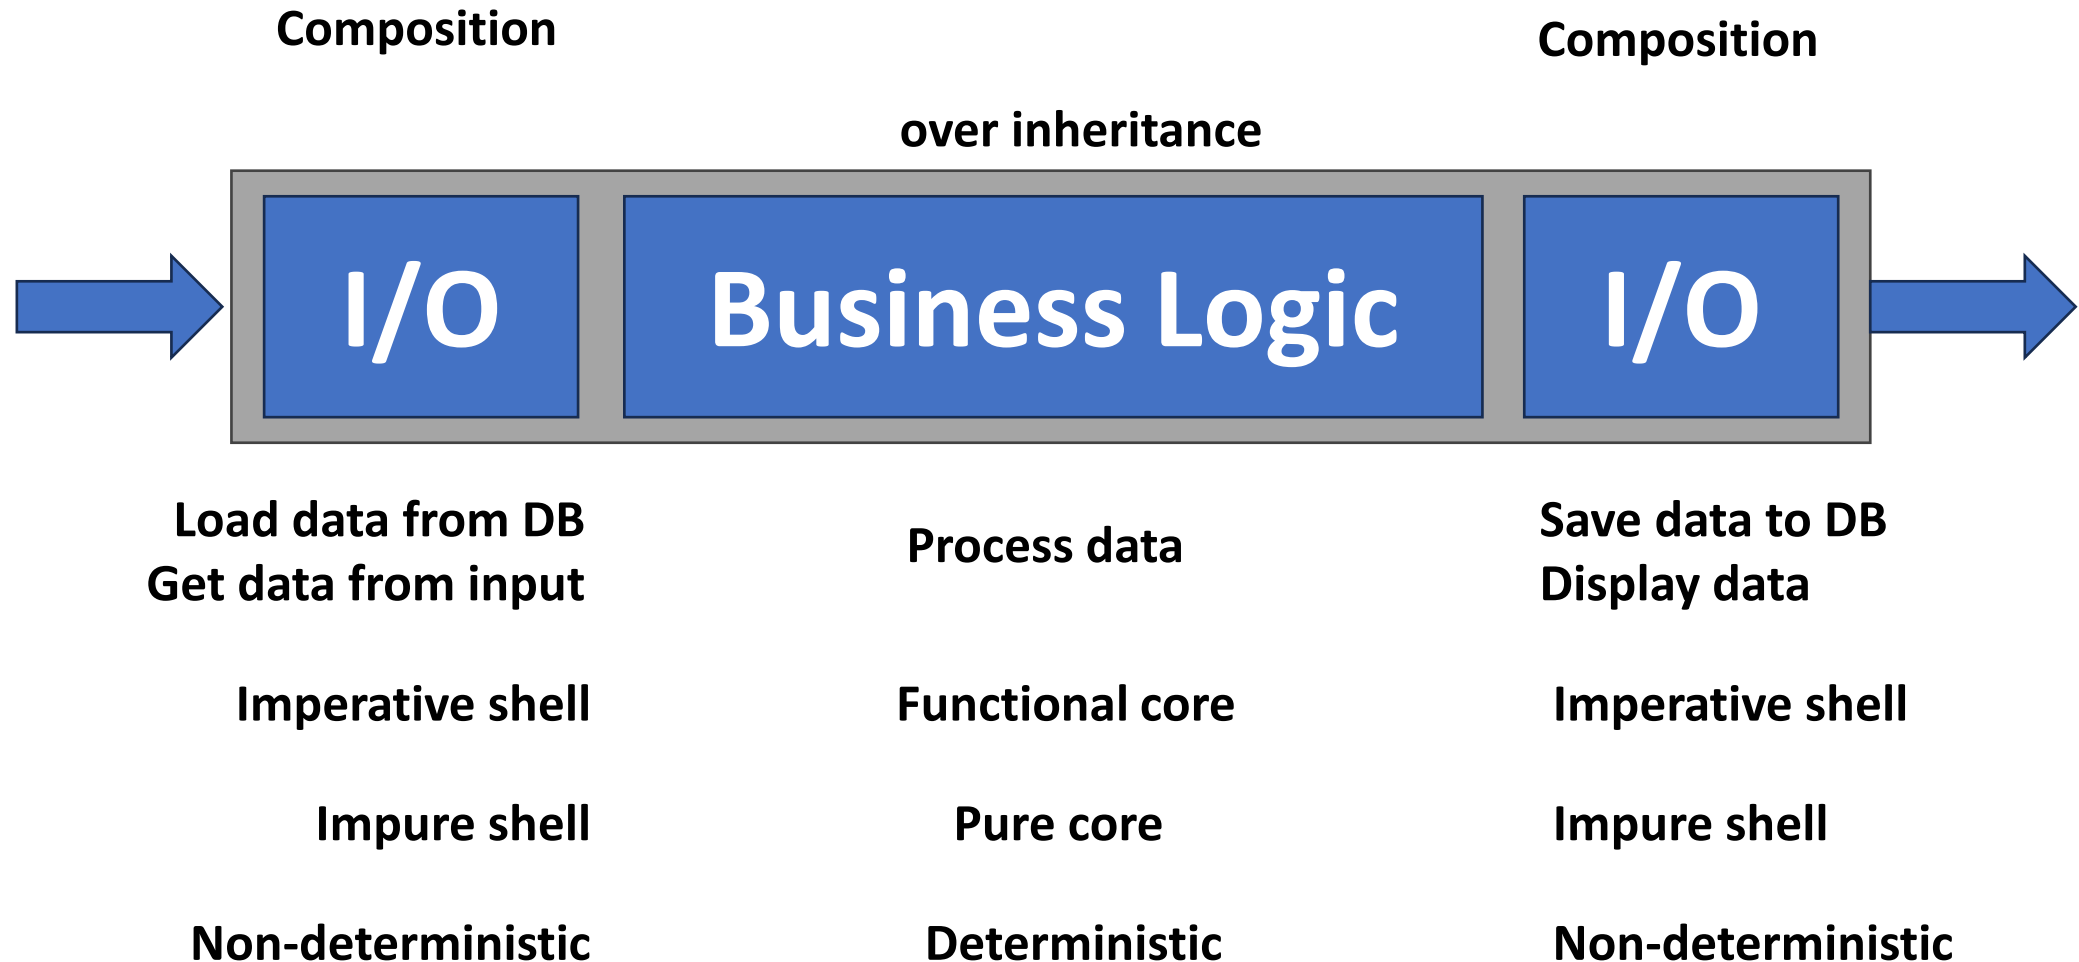 Composition
Composition
over inheritance
I/O
Business Logic
I/O
Load data from DB
Get data from input
Process data
Save data to DB
Display data
Imperative shell
Functional core
Imperative shell
Impure shell
Pure core
Impure shell
Non-deterministic
Deterministic
Non-deterministic